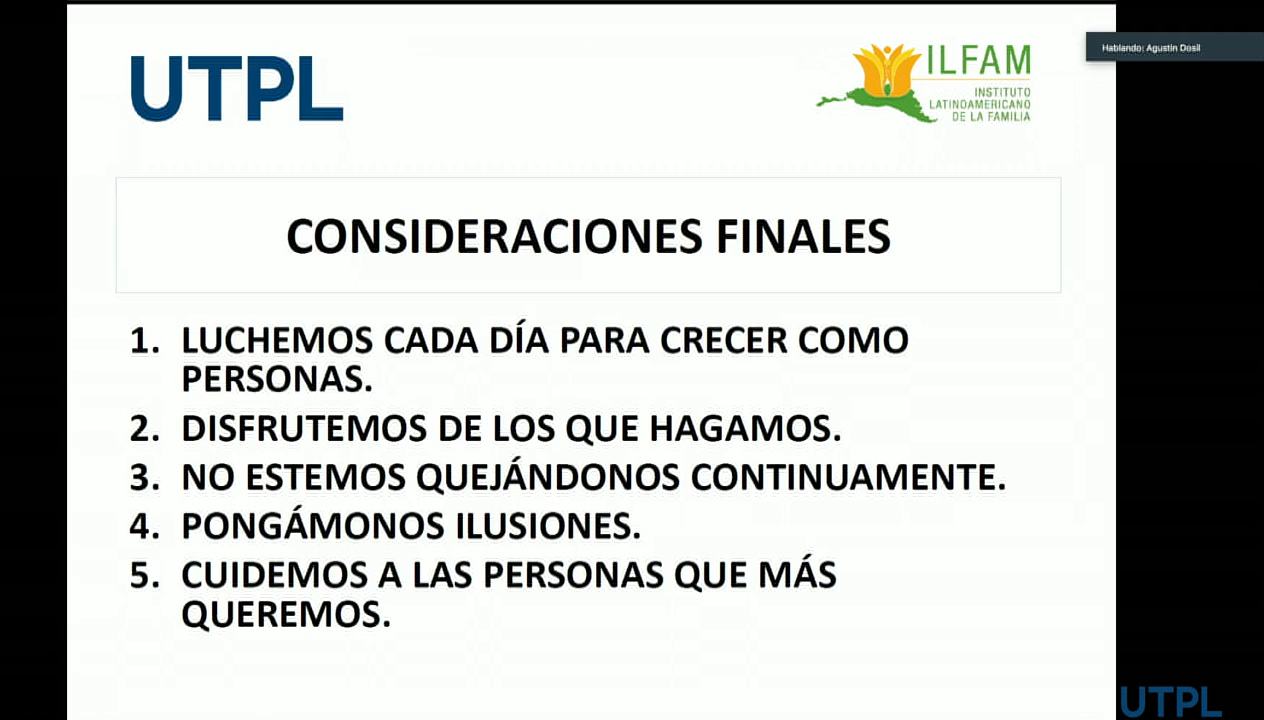 UTPL
ILFAM
INSTITUTO
LATINOAMERICANO
DE LA FAMILIA
Hablando: Agustin Dosil
CONSIDERACIONES FINALES
1. LUCHEMOS CADA DÍA PARA CRECER COMO
PERSONAS.
2. DISFRUTEMOS DE LOS QUE HAGAMOS.
3. NO ESTEMOS QUEJÁNDONOS CONTINUAMENTE.
4. PONGÁMONOS ILUSIONES.
5. CUIDEMOS A LAS PERSONAS QUE MÁS
QUEREMOS.
UTPL